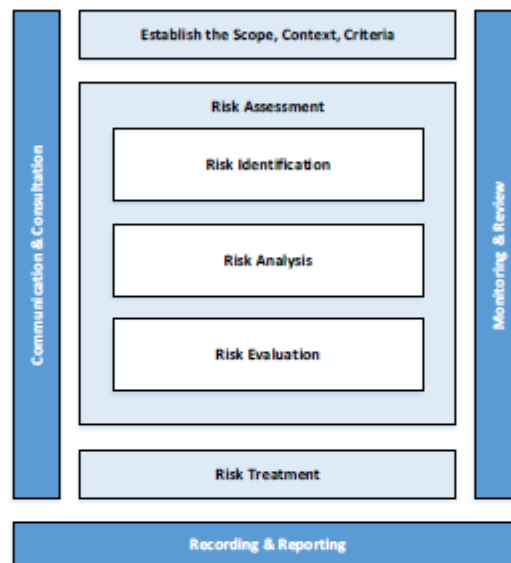 Establish the Scope, Context, Criteria
Communication & Consultation
Risk Assessment
Risk Identification
Risk Analysis
Risk Evaluation
Monitoring & Review
Risk Treatment
Recording & Reporting